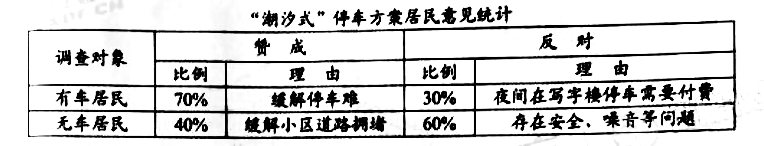 “潮汐式”停车方案居民意见统计
调查对象 赞成 反对
比例 理由 比例 理由
有车居民 70% 缓解停车难 30% 夜间在写字楼停车需要付费
无车居民 40% 缓解小区道路拥堵 60% 存在安全、噪音等问题